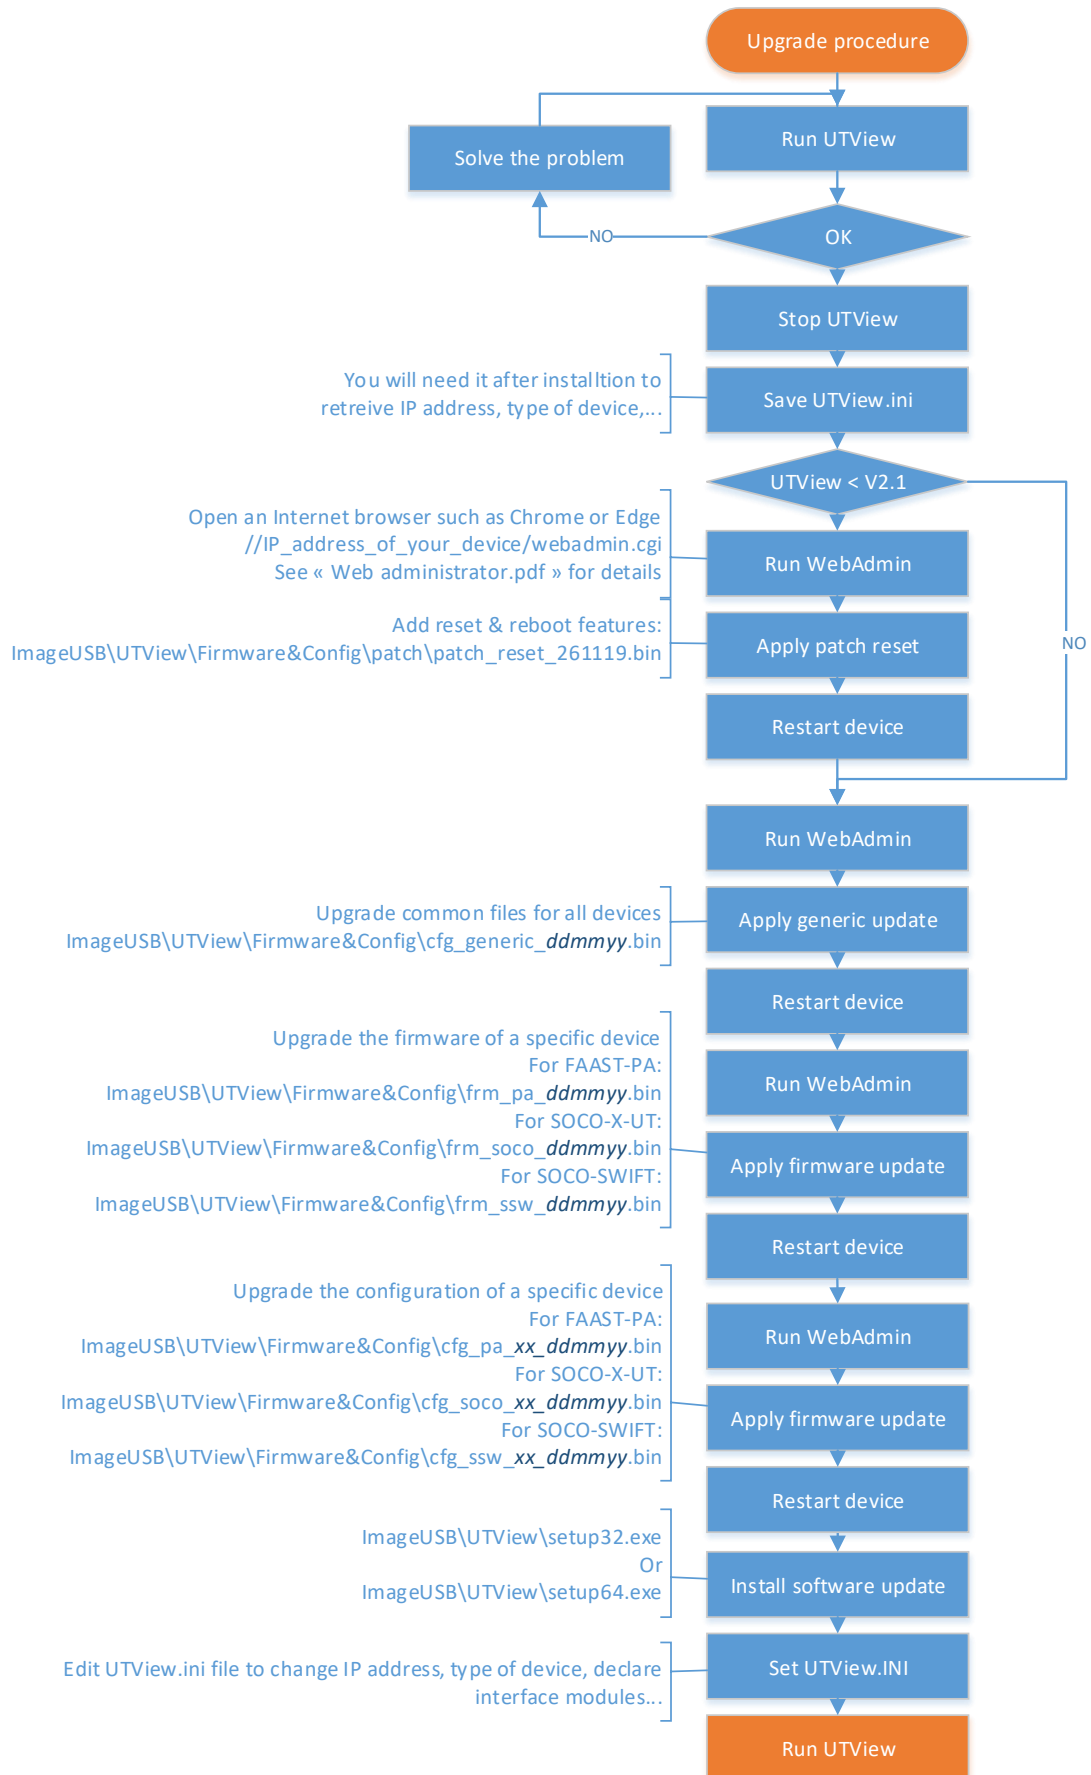 Upgrade procedure
Run UTView
Solve the problem
OK
NO
Stop UTView
You will need it after installtion to
retreive IP address, type of device,...
Save UTView.ini
UTView < V2.1
NO
Open an Internet browser such as Chrome or Edge
//IP_address_of_your_device/webadmin.cgi
See « Web administrator.pdf » for details
Run WebAdmin
Add reset & reboot features:
ImageUSB\UTView\Firmware&Config\patch\patch_reset_261119.bin
Apply patch reset
Restart device
Run WebAdmin
Upgrade common files for all devices
ImageUSB\UTView\Firmware&Config\cfg_generic_ddmmyy.bin
Apply generic update
Restart device
Run WebAdmin
Upgrade the firmware of a specific device
For FAAST-PA:
ImageUSB\UTView\Firmware&Config\frm_pa_ddmmyy.bin
For SOCO-X-UT:
ImageUSB\UTView\Firmware&Config\frm_soco_ddmmyy.bin
For SOCO-SWIFT:
ImageUSB\UTView\Firmware&Config\frm_ssw_ddmmyy.bin
Apply firmware update
Restart device
Run WebAdmin
Upgrade the configuration of a specific device
For FAAST-PA:
ImageUSB\UTView\Firmware&Config\cfg_pa_xx_ddmmyy.bin
For SOCO-X-UT:
ImageUSB\UTView\Firmware&Config\cfg_soco_xx_ddmmyy.bin
For SOCO-SWIFT:
ImageUSB\UTView\Firmware&Config\cfg_ssw_xx_ddmmyy.bin
Apply firmware update
Restart device
ImageUSB\UTView\setup32.exe
Or
ImageUSB\UTView\setup64.exe
Install software update
Edit UTView.ini file to change IP address, type of device, declare
interface modules...
Set UTView.INI
Run UTView